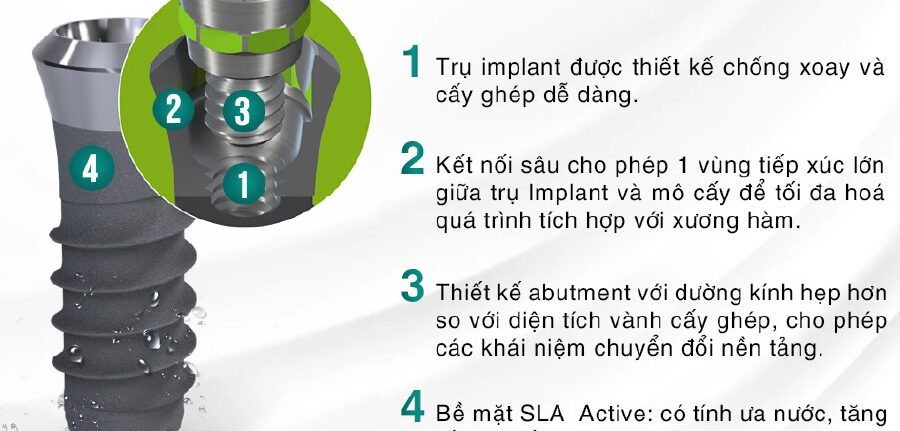 1 Trụ implant được thiết kế chống xoay và
cấy ghép dễ dàng.
2 Kết nối sâu cho phép 1 vùng tiếp xúc lớn
giữa trụ Implant và mô cấy để tối đa hoá
quá trình tích hợp với xương hàm.
3 Thiết kế abutment với dường kính hẹp hơn
so với diện tích vành cấy ghép, cho phép
các khái niệm chuyển đổi nền tảng.
4 Bề mặt SLA Active: có tính ưa nước, tăng
2
3
1
4